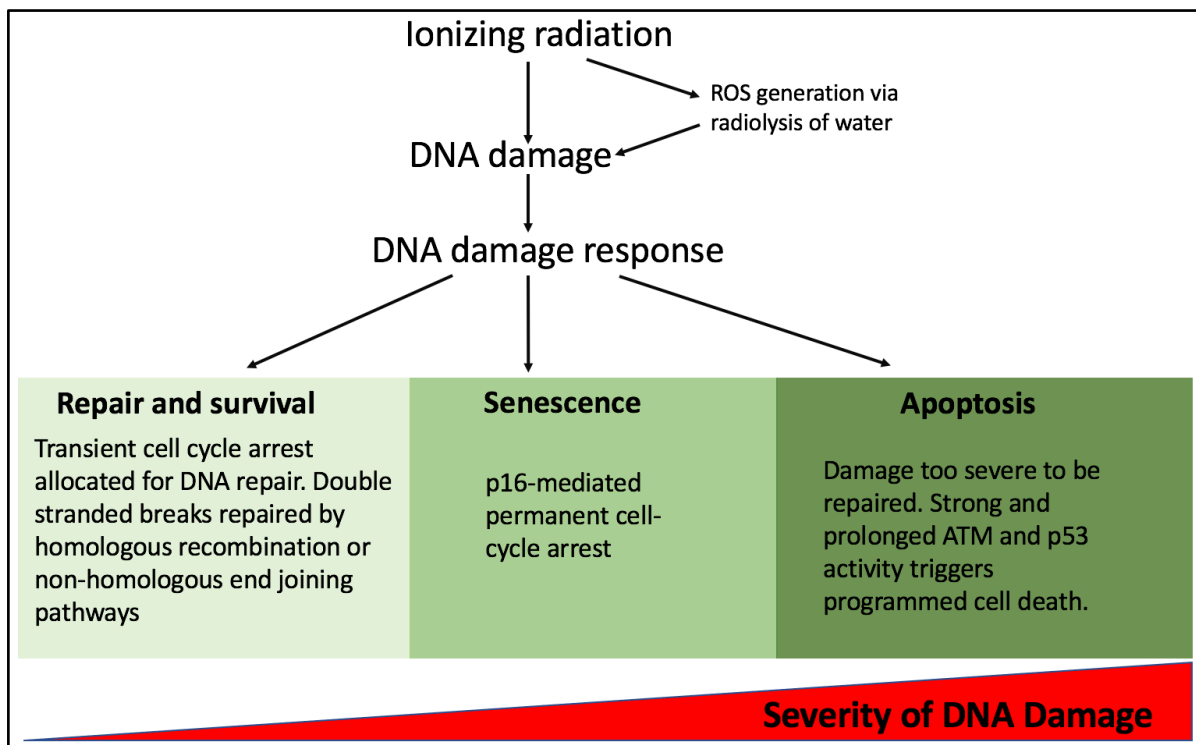 Ionizing radiation
ROS generation via
radiolysis of water
DNA damage
DNA damage response
Repair and survival
Transient cell cycle arrest
allocated for DNA repair. Double
stranded breaks repaired by
homologous recombination or
non-homologous end joining
pathways
Senescence
p16-mediated
permanent cell-
cycle arrest
Apoptosis
Damage too severe to be
repaired. Strong and
prolonged ATM and p53
activity triggers
programmed cell death.
Severity of DNA Damage